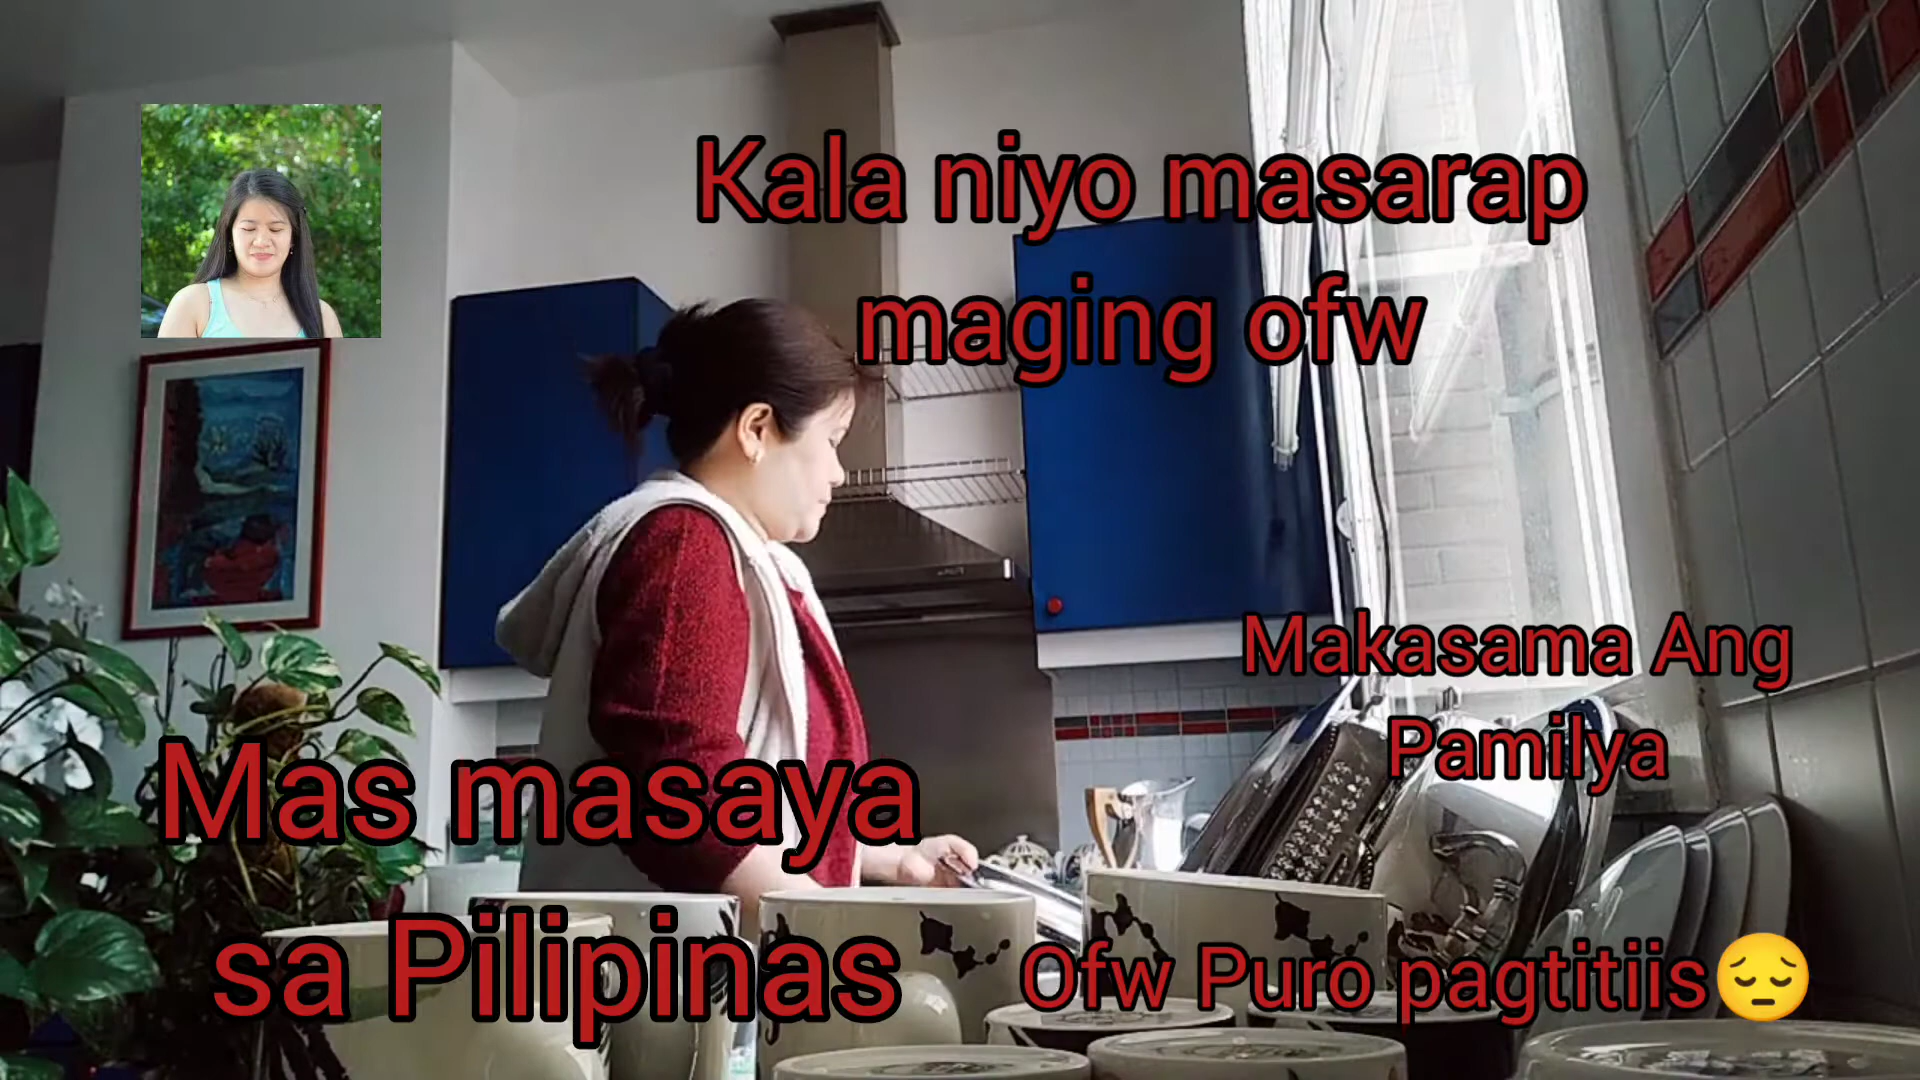 Kala niyo masarap
maging ofw
Mas masaya
sa Pilipinas
Makasama Ang
Pamilya
Ofw Puro pagtitiis😔